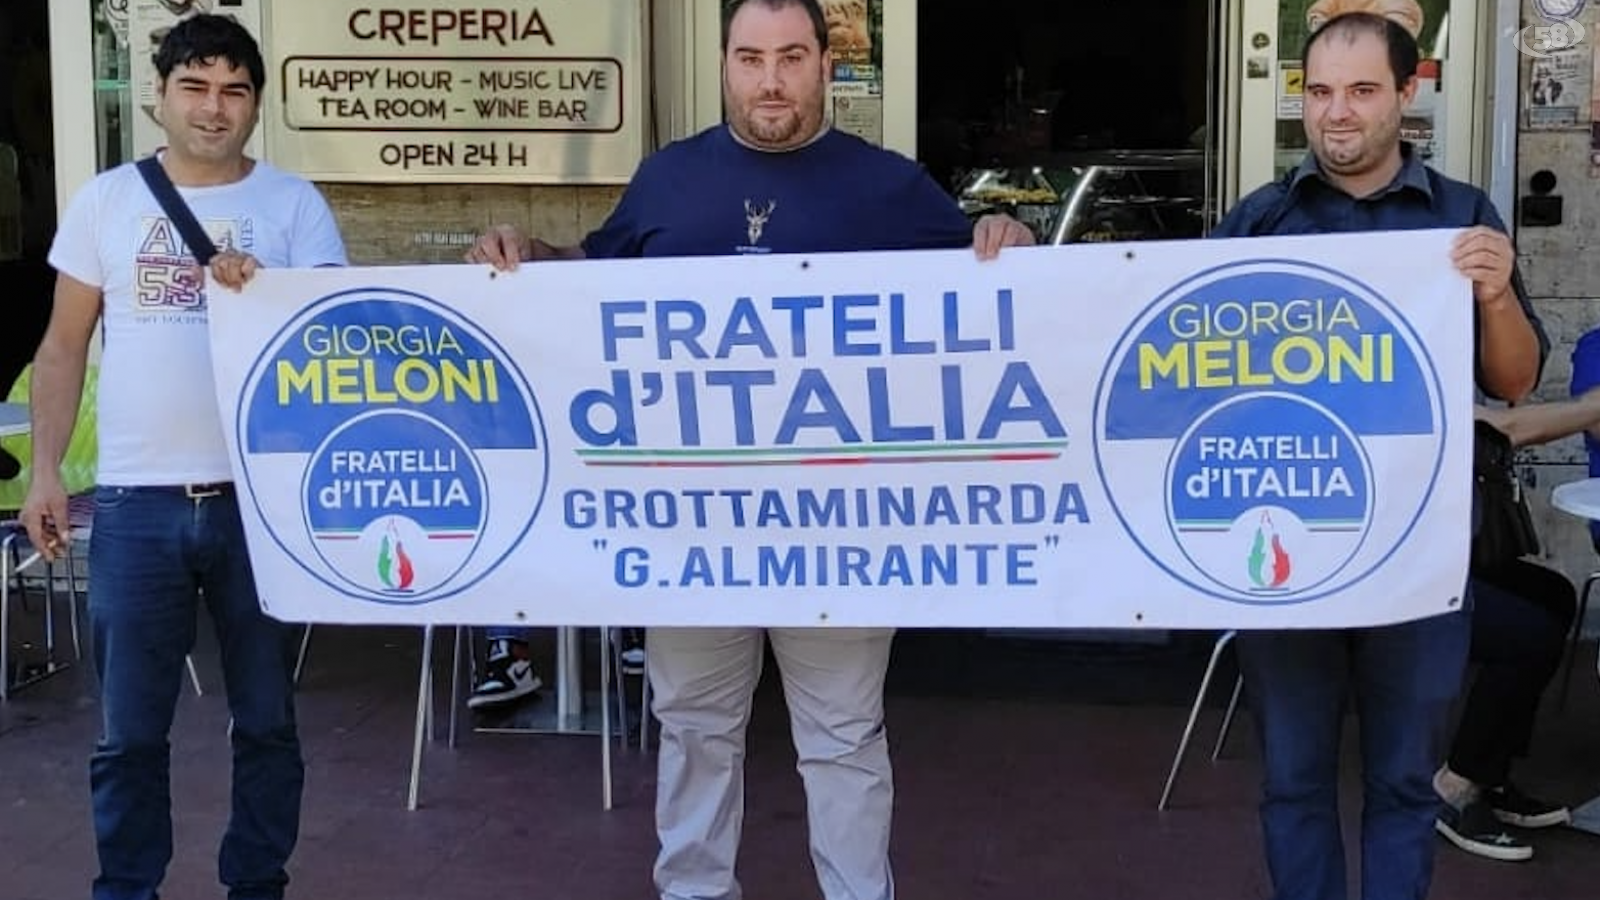 CREPERIA
HAPPY HOUR - MUSIC LIVE
TEA ROOM - WINE BAR
OPEN 24 H
58
GIORGIA
MELONI
FRATELLI
d'ITALIA
FRATELLI
d'ITALIA
GROTTAMINARDA
"G.ALMIRANTE"
GIORGIA
MELONI
FRATELLI
d'ITALIA
53